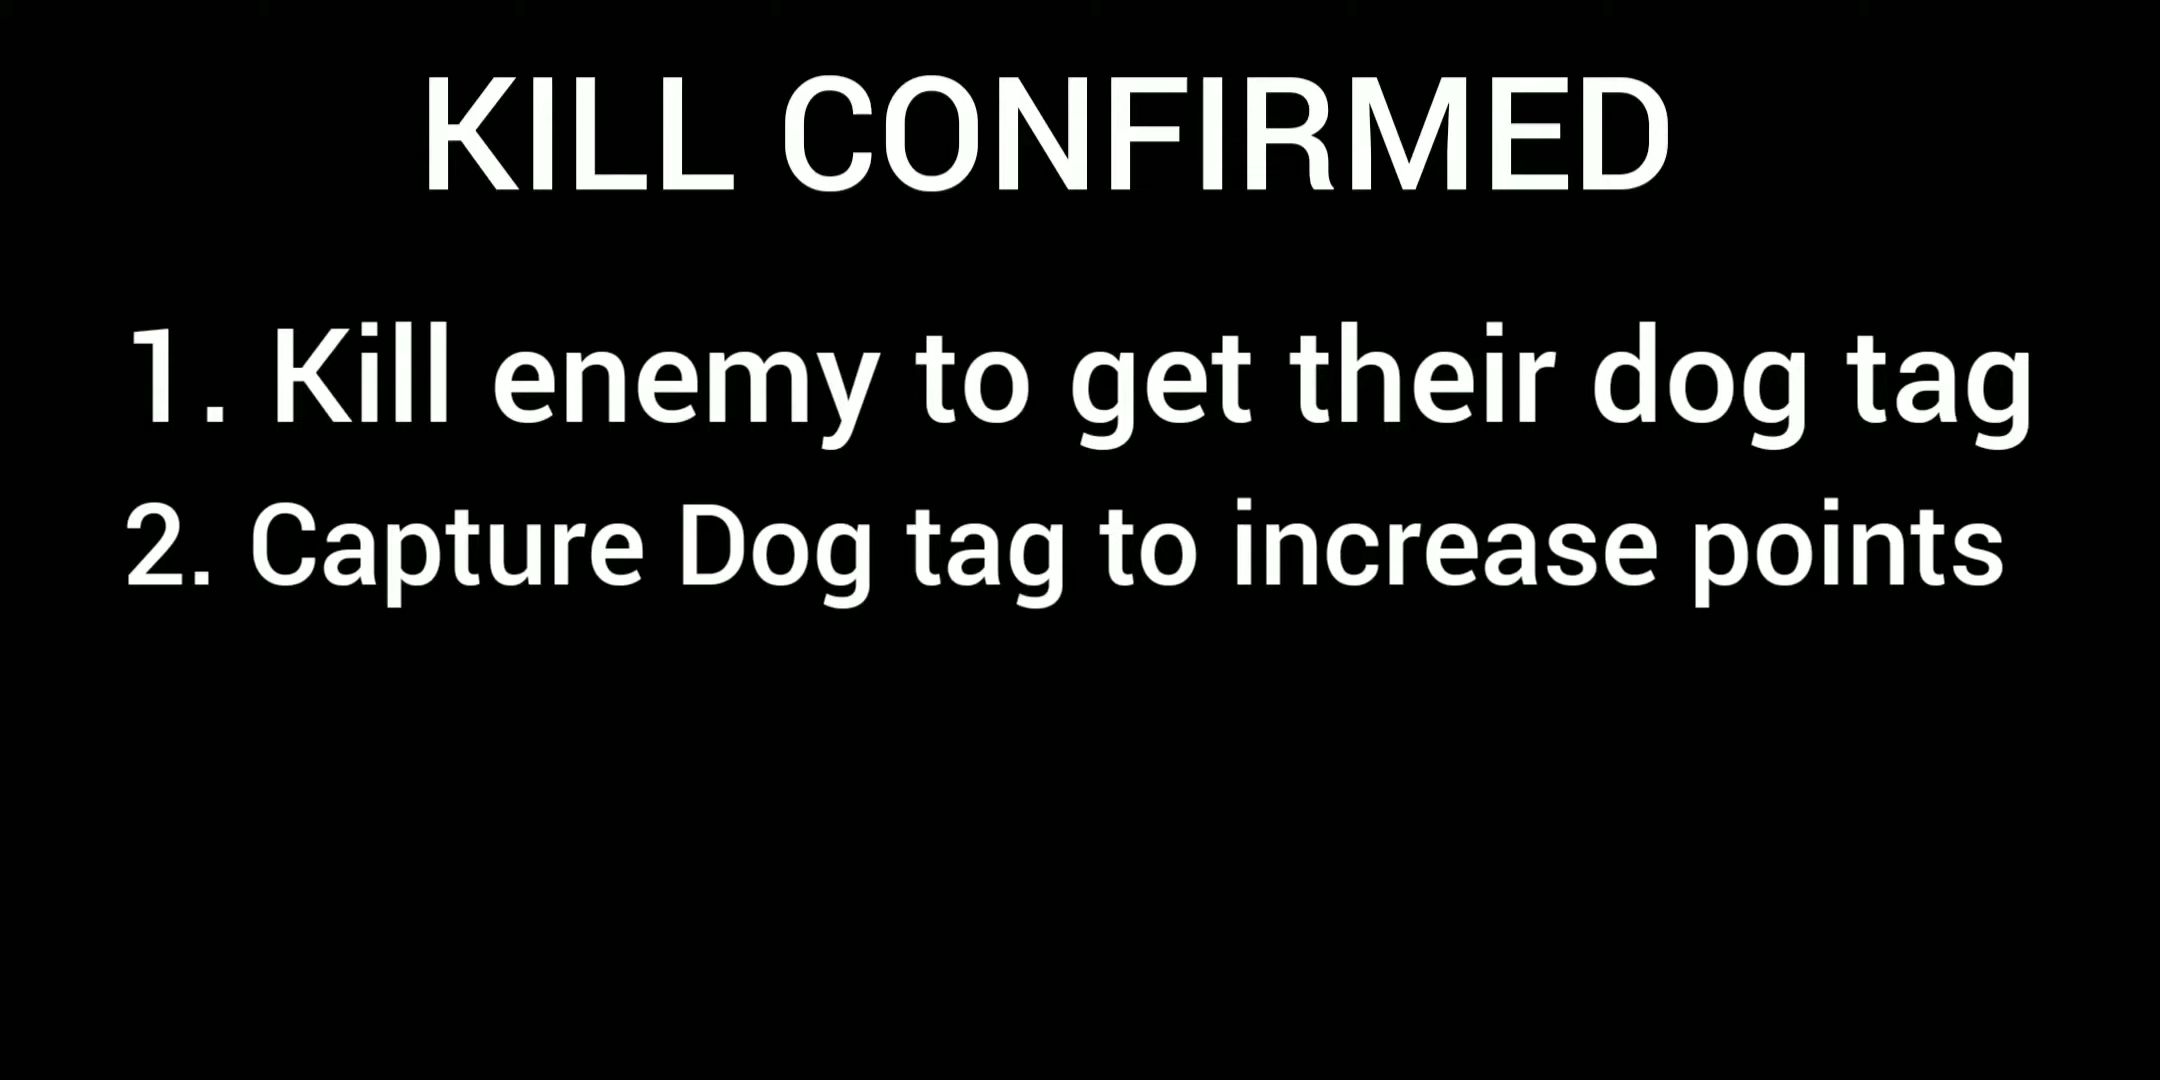 KILL CONFIRMED
1. Kill enemy to get their dog tag
2. Capture Dog tag to increase points